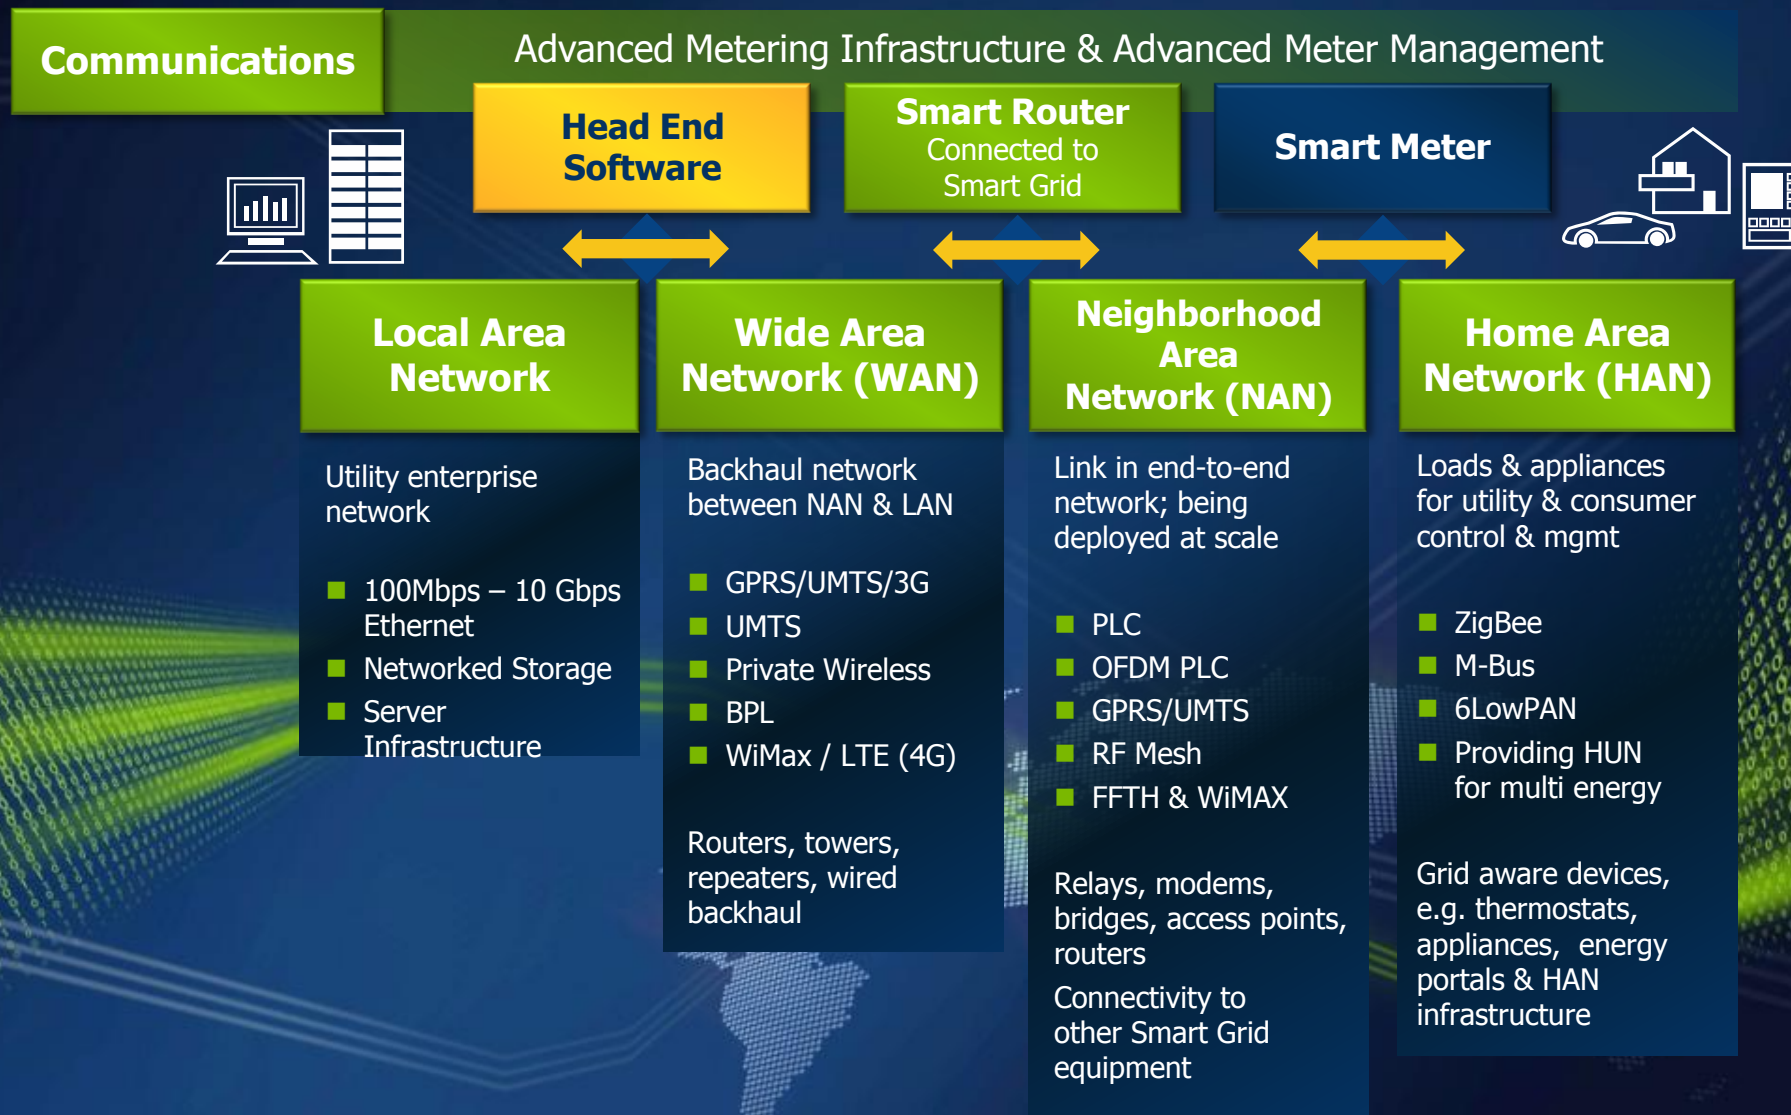 Communications
Advanced Metering Infrastructure & Advanced Meter Management
Head End
Software
Smart Router
Connected to
Smart Grid
Smart Meter
Local Area
Network
Wide Area
Network (WAN)
Neighborhood
Area
Network (NAN)
Home Area
Network (HAN)
Utility enterprise
network
100Mbps – 10 Gbps
Ethernet
Networked Storage
Server
Infrastructure
Backhaul network
between NAN & LAN
GPRS/UMTS/3G
UMTS
Private Wireless
BPL
WiMax / LTE (4G)
Routers, towers,
repeaters, wired
backhaul
Link in end-to-end
network; being
deployed at scale
PLC
OFDM PLC
GPRS/UMTS
RF Mesh
FFTH & WiMAX
Relays, modems,
bridges, access points,
routers
Connectivity to
other Smart Grid
equipment
Loads & appliances
for utility & consumer
control & mgmt
ZigBee
M-Bus
6LowPAN
Providing HUN
for multi energy
Grid aware devices,
e.g. thermostats,
appliances, energy
portals & HAN
infrastructure